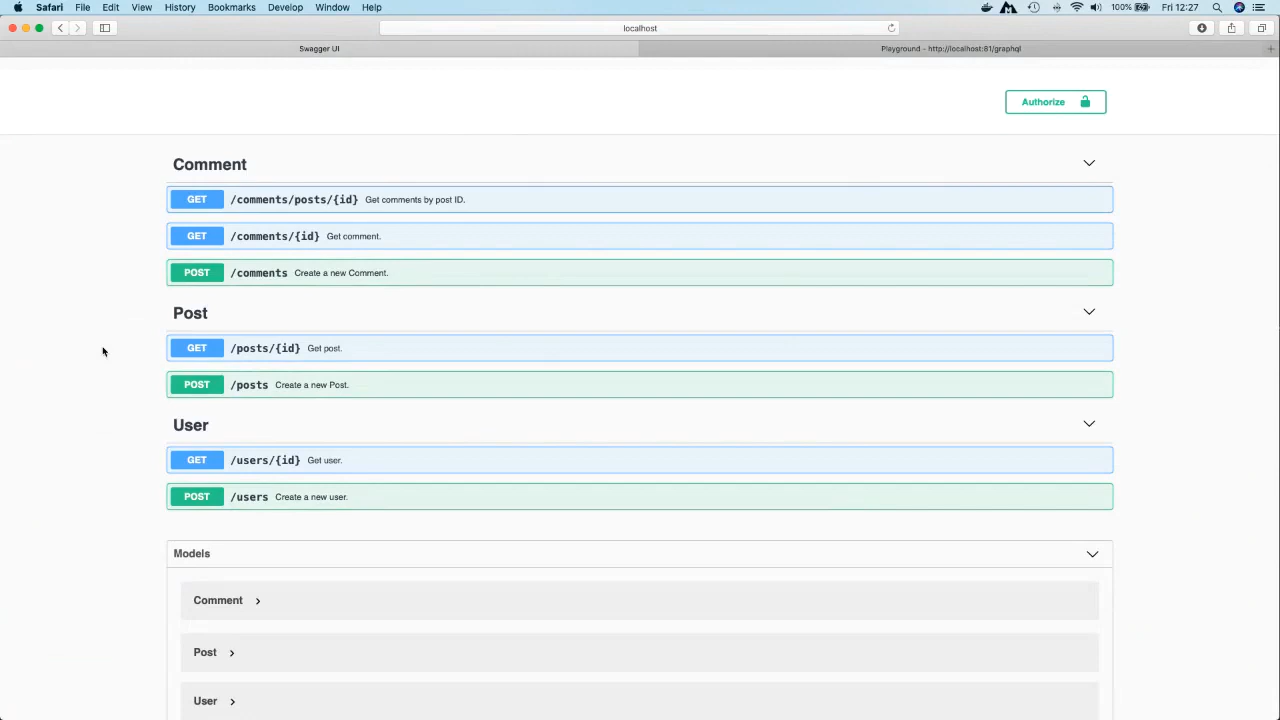 Safari File Edit View History Bookmarks Develop Window Help 100% Fri 12:27
localhost
Swagger UI Playground - http://localhost:81/graphql
Authorize
Comment
GET /comments/posts/{id} Get comments by post ID.
GET /comments/{id} Get comment.
POST /comments Create a new Comment.
Post
GET /posts/{id} Get post.
POST /posts Create a new Post.
User
GET /users/{id} Get user.
POST /users Create a new user.
Models
Comment
Post
User